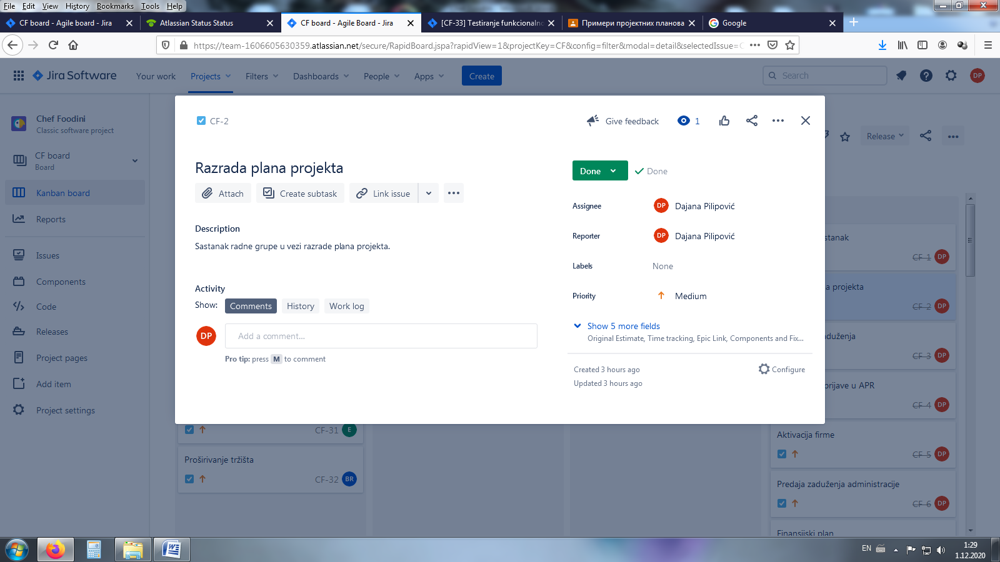 File Edit View History Bookmarks Tools Help
CF board - Agile board - Jira
Atlassian Status Status
CF board - Agile Board - Jira
[CF-33] Testiranje funkcionalno
Примери пројектних планова
Google
https://team-1606605630359.atlassian.net/secure/RapidBoard.jspa?rapidView=1&projectKey=CF&config=filter&modal=detail&selectedIssue=C
Jira Software
Your work
Projects
Filters
Dashboards
People
Apps
Create
Search
DP
Chef Foodini
Classic software project
CF board
Board
Kanban board
Reports
Issues
Components
Code
Releases
Project pages
Add item
Project settings
CF-2
Give feedback
1
Razrada plana projekta
Attach
Create subtask
Link issue
Description
Sastanak radne grupe u vezi razrade plana projekta.
Activity
Show:
Comments
History
Work log
DP
Add a comment...
Pro tip: press M to comment
Done
Done
Assignee
DP Dajana Pilipović
Reporter
DP Dajana Pilipović
Labels
None
Priority
Medium
Show 5 more fields
Original Estimate, Time tracking, Epic Link, Components and Fix...
Created 3 hours ago
Updated 3 hours ago
Configure
Release
stanak
CF-1 DP
a projekta
CF-2 DP
duženja
CF-3 DP
prijave u APR
CF-4 DP
Aktivacija firme
CF-5 DP
Predaja zaduženja administracije
CF-6 DP
Finansijski plan
CF-31 E
Proširivanje tržišta
CF-32 BR
EN
1:29
1.12.2020